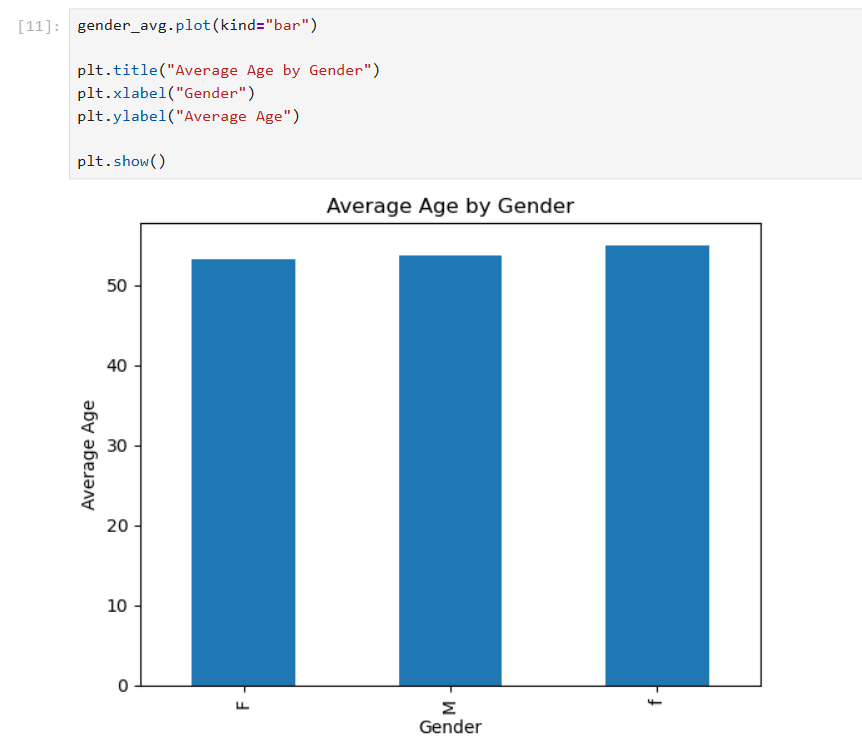 [11]: gender_avg.plot(kind="bar")
plt.title("Average Age by Gender")
plt.xlabel("Gender")
plt.ylabel("Average Age")
plt.show()
Average Age by Gender
Average Age
50
40
30
20
10
0
F
M
f
Gender